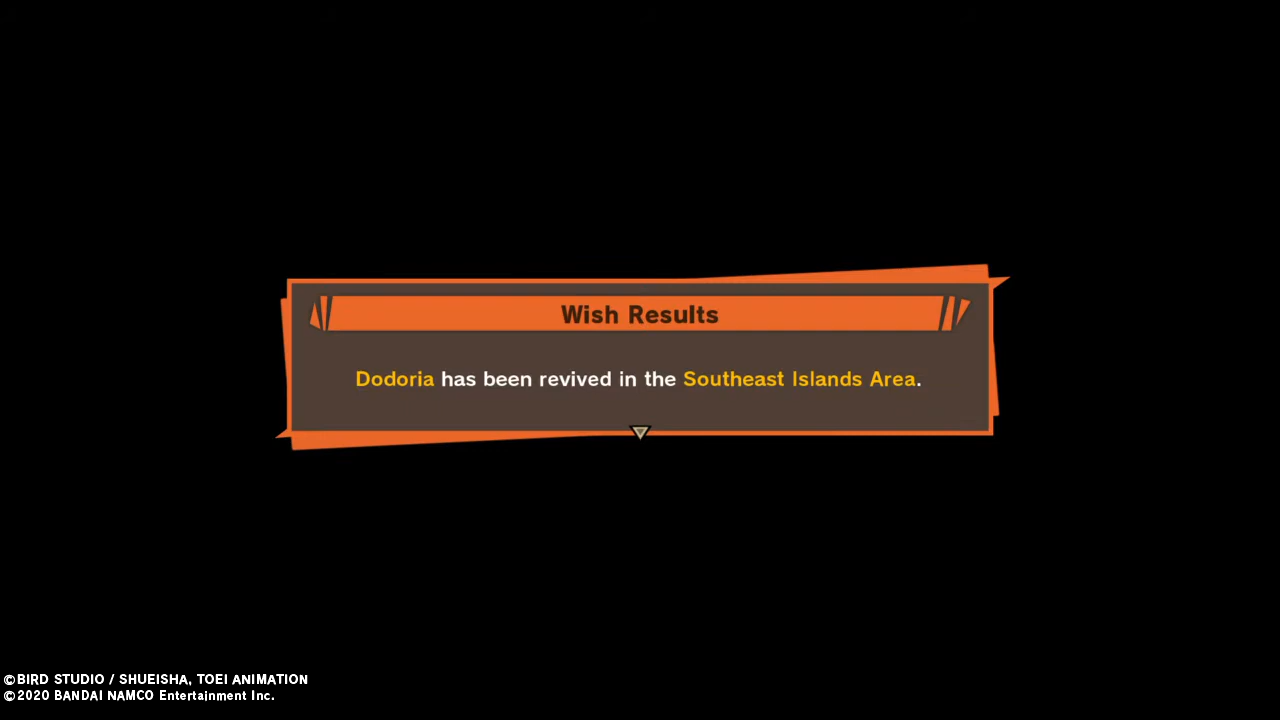 Wish Results
Dodoria has been revived in the Southeast Islands Area.
©BIRD STUDIO / SHUEISHA, TOEI ANIMATION
©2020 BANDAI NAMCO Entertainment Inc.